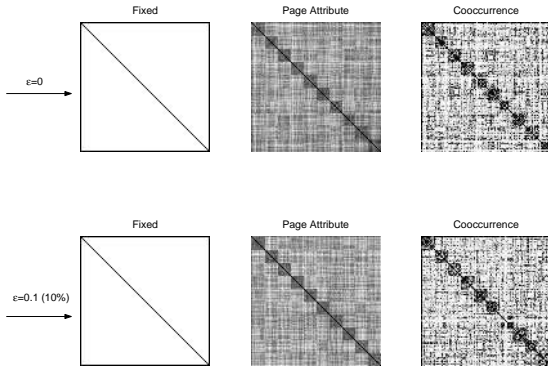 Fixed
Page Attribute
Cooccurrence
ε=0
Fixed
Page Attribute
Cooccurrence
ε=0.1 (10%)